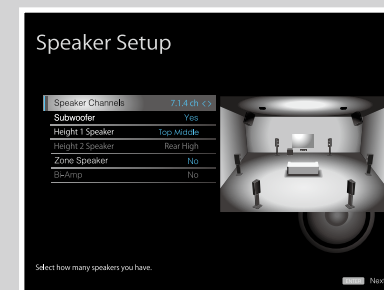 Speaker Setup
Speaker Channels 7.1.4 ch < >
Subwoofer Yes
Height 1 Speaker Top Middle
Height 2 Speaker Rear High
Zone Speaker No
Bi-Amp No
Select how many speakers you have.
ENTER Next